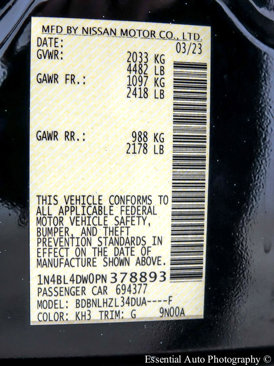 MFD BY NISSAN MOTOR CO., LTD.
DATE: 03/23
GVWR: 2033 KG
4482 LB
GAWR FR.: 1097 KG
2418 LB
GAWR RR.: 988 KG
2178 LB
THIS VEHICLE CONFORMS TO
ALL APPLICABLE FEDERAL
MOTOR VEHICLE SAFETY,
BUMPER, AND THEFT
PREVENTION STANDARDS IN
EFFECT ON THE DATE OF
MANUFACTURE SHOWN ABOVE.
1N4BL4DW0PN378893
PASSENGER CAR 694377
MODEL: BDBNLHZL34DUA----F
COLOR: KH3 TRIM: G 9N00A
Essential Auto Photography (C)